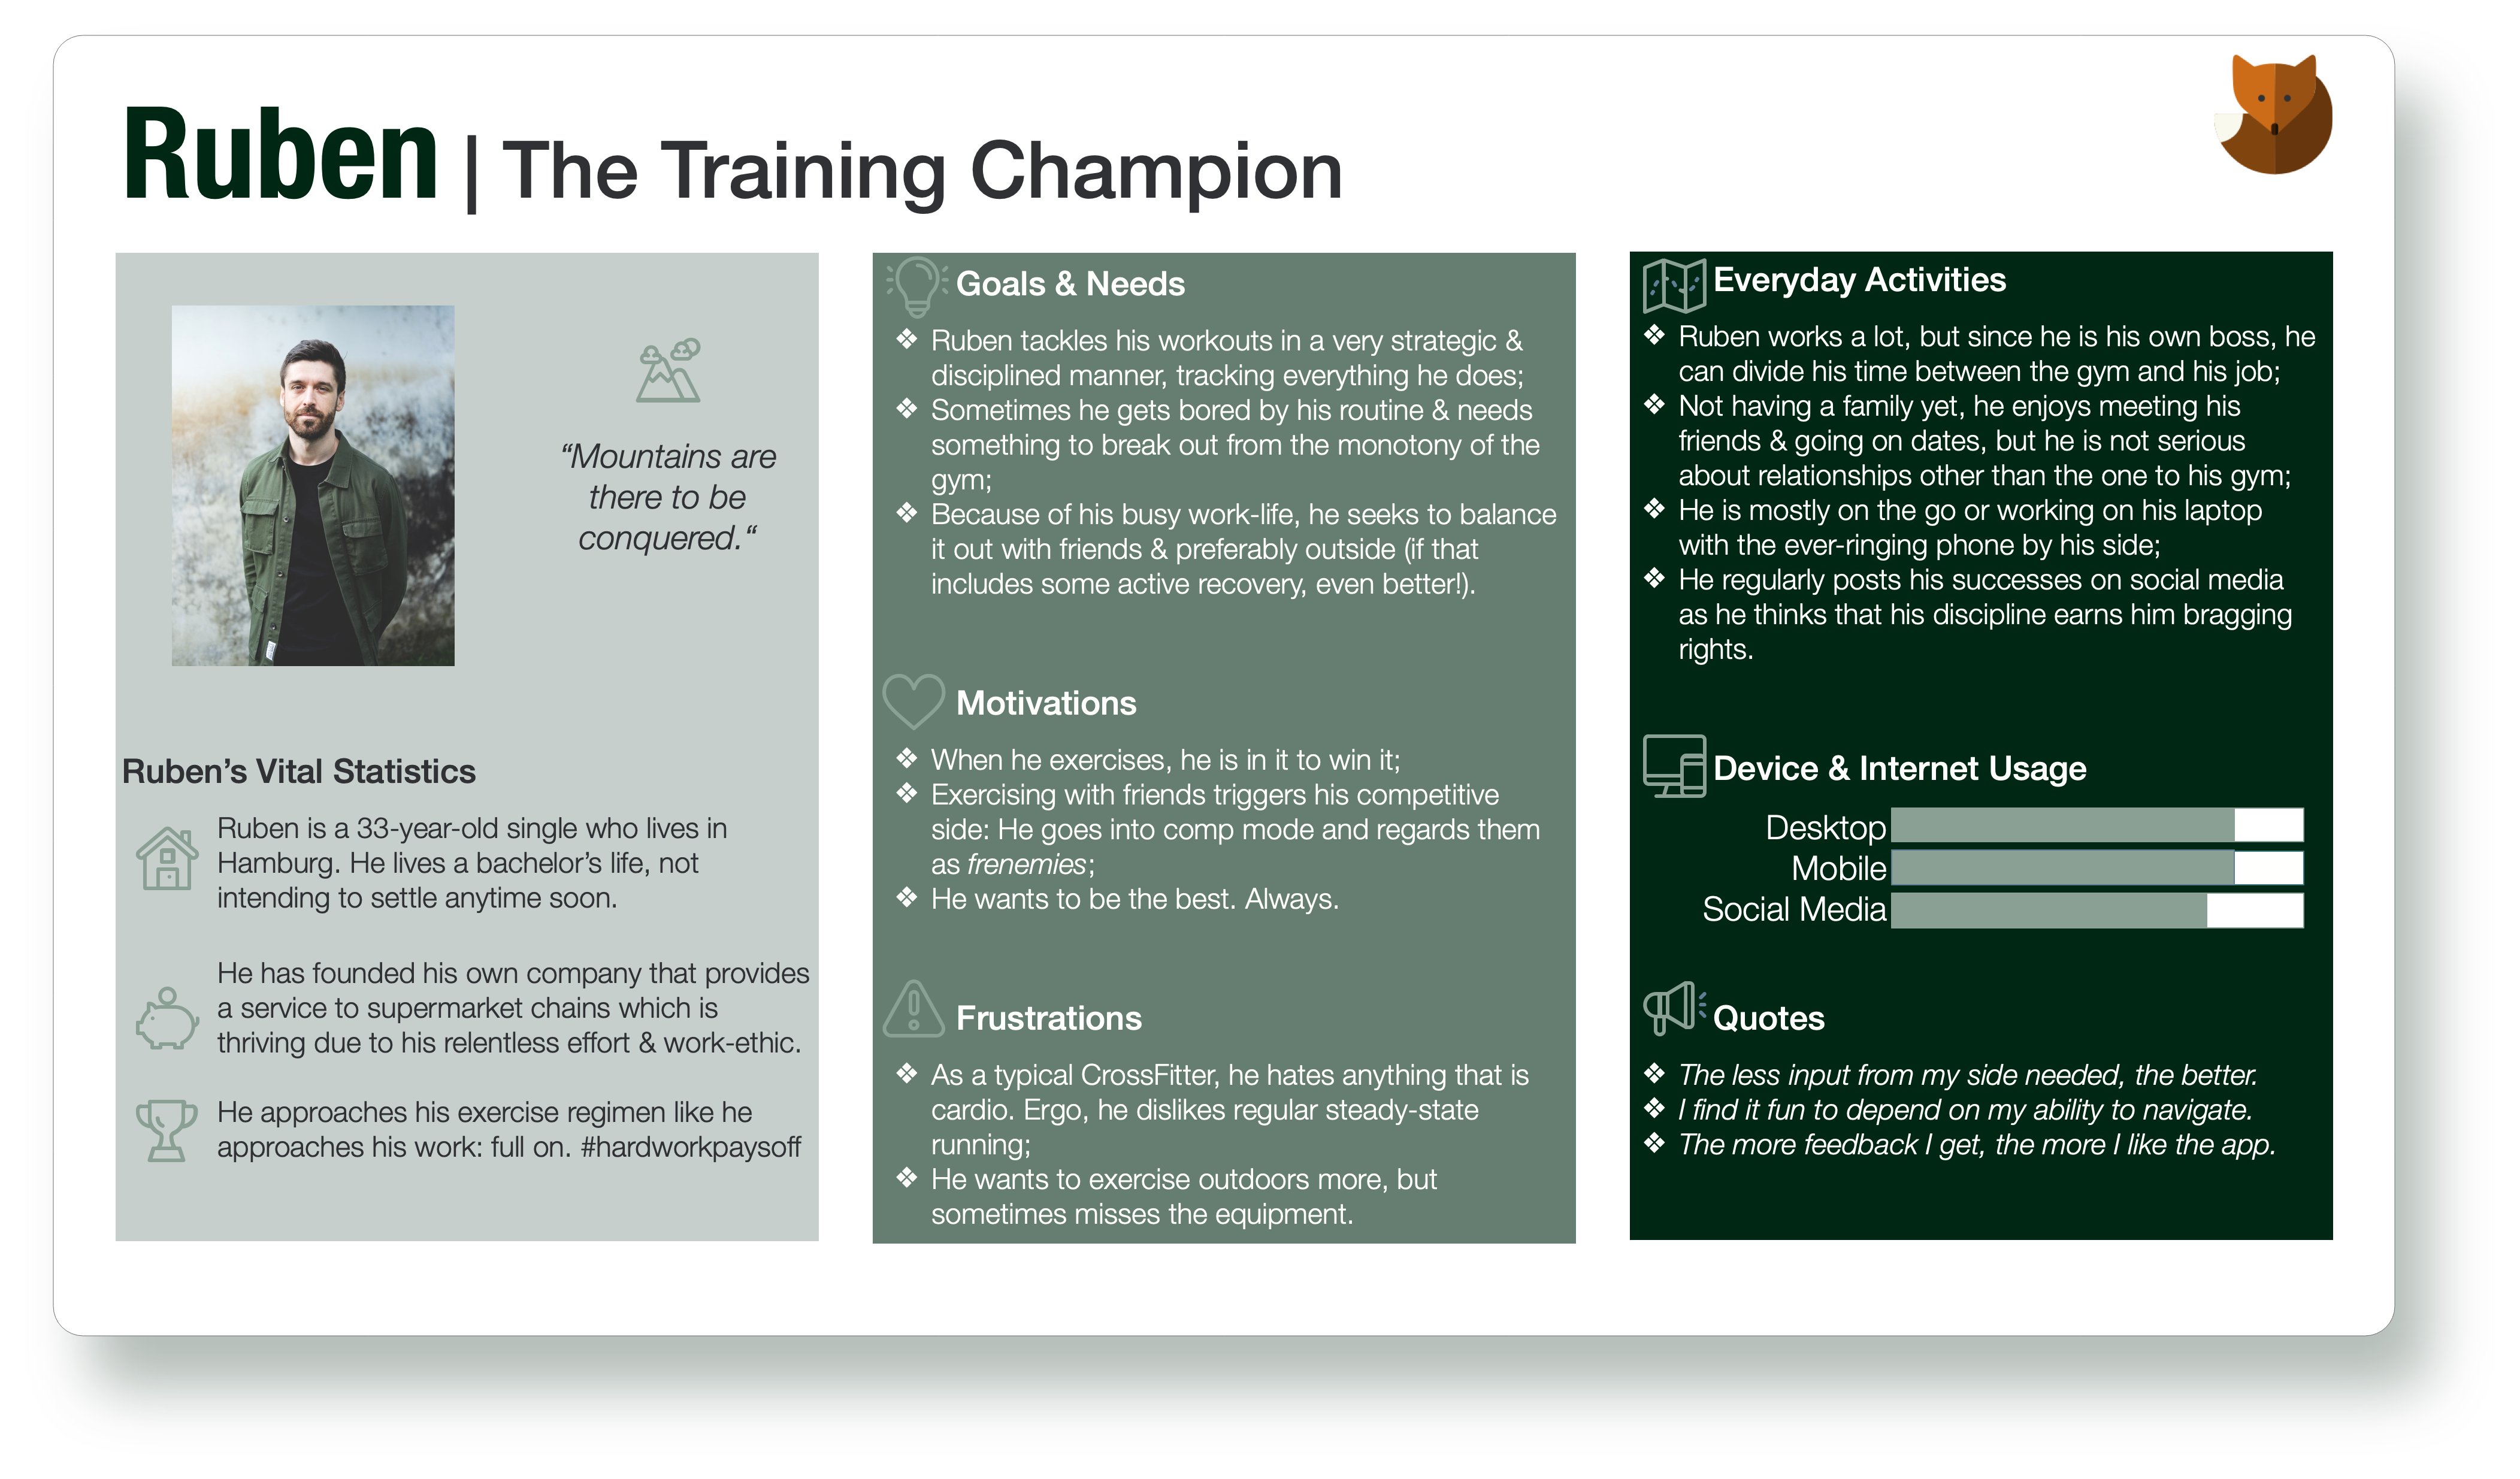 Ruben | The Training Champion
“Mountains are
there to be
conquered.“
Ruben’s Vital Statistics
Ruben is a 33-year-old single who lives in
Hamburg. He lives a bachelor’s life, not
intending to settle anytime soon.
He has founded his own company that provides
a service to supermarket chains which is
thriving due to his relentless effort & work-ethic.
He approaches his exercise regimen like he
approaches his work: full on. #hardworkpaysoff
Goals & Needs
❖ Ruben tackles his workouts in a very strategic &
disciplined manner, tracking everything he does;
❖ Sometimes he gets bored by his routine & needs
something to break out from the monotony of the
gym;
❖ Because of his busy work-life, he seeks to balance
it out with friends & preferably outside (if that
includes some active recovery, even better!).
Motivations
❖ When he exercises, he is in it to win it;
❖ Exercising with friends triggers his competitive
side: He goes into comp mode and regards them
as frenemies;
❖ He wants to be the best. Always.
Frustrations
❖ As a typical CrossFitter, he hates anything that is
cardio. Ergo, he dislikes regular steady-state
running;
❖ He wants to exercise outdoors more, but
sometimes misses the equipment.
Everyday Activities
❖ Ruben works a lot, but since he is his own boss, he
can divide his time between the gym and his job;
❖ Not having a family yet, he enjoys meeting his
friends & going on dates, but he is not serious
about relationships other than the one to his gym;
❖ He is mostly on the go or working on his laptop
with the ever-ringing phone by his side;
❖ He regularly posts his successes on social media
as he thinks that his discipline earns him bragging
rights.
Device & Internet Usage
Desktop
Mobile
Social Media
Quotes
❖ The less input from my side needed, the better.
❖ I find it fun to depend on my ability to navigate.
❖ The more feedback I get, the more I like the app.